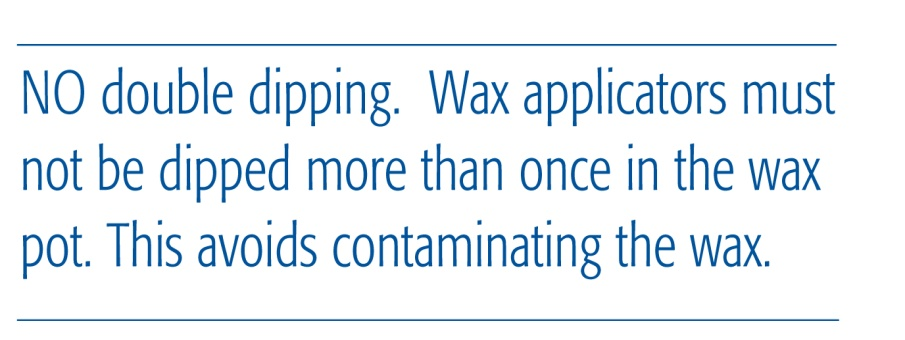 NO double dipping.  Wax applicators must
not be dipped more than once in the wax
pot. This avoids contaminating the wax.